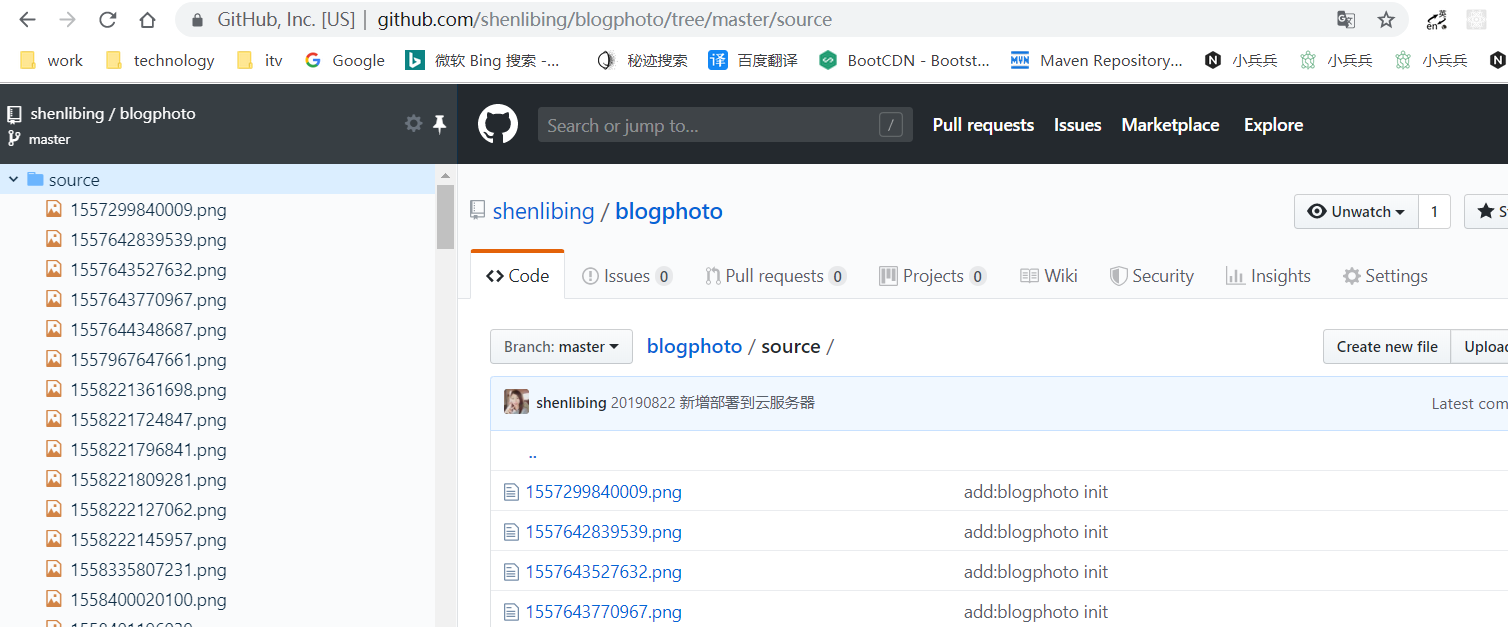 GitHub, Inc. [US] | github.com/shenlibing/blogphoto/tree/master/source
work technology itv Google 微软 Bing 搜索 -... 秘迹搜索 译 百度翻译 BootCDN - Bootst... MVN Maven Repository... 小兵兵 小兵兵 小兵兵
shenlibing / blogphoto
master
Search or jump to... /
Pull requests Issues Marketplace Explore
source
1557299840009.png
1557642839539.png
1557643527632.png
1557643770967.png
1557644348687.png
1557967647661.png
1558221361698.png
1558221724847.png
1558221796841.png
1558221809281.png
1558222127062.png
1558222145957.png
1558335807231.png
1558400020100.png
shenlibing / blogphoto
Unwatch 1
Code Issues 0 Pull requests 0 Projects 0 Wiki Security Insights Settings
Branch: master blogphoto / source /
Create new file Upload
shenlibing 20190822 新增部署到云服务器
Latest com
..
1557299840009.png add:blogphoto init
1557642839539.png add:blogphoto init
1557643527632.png add:blogphoto init
1557643770967.png add:blogphoto init